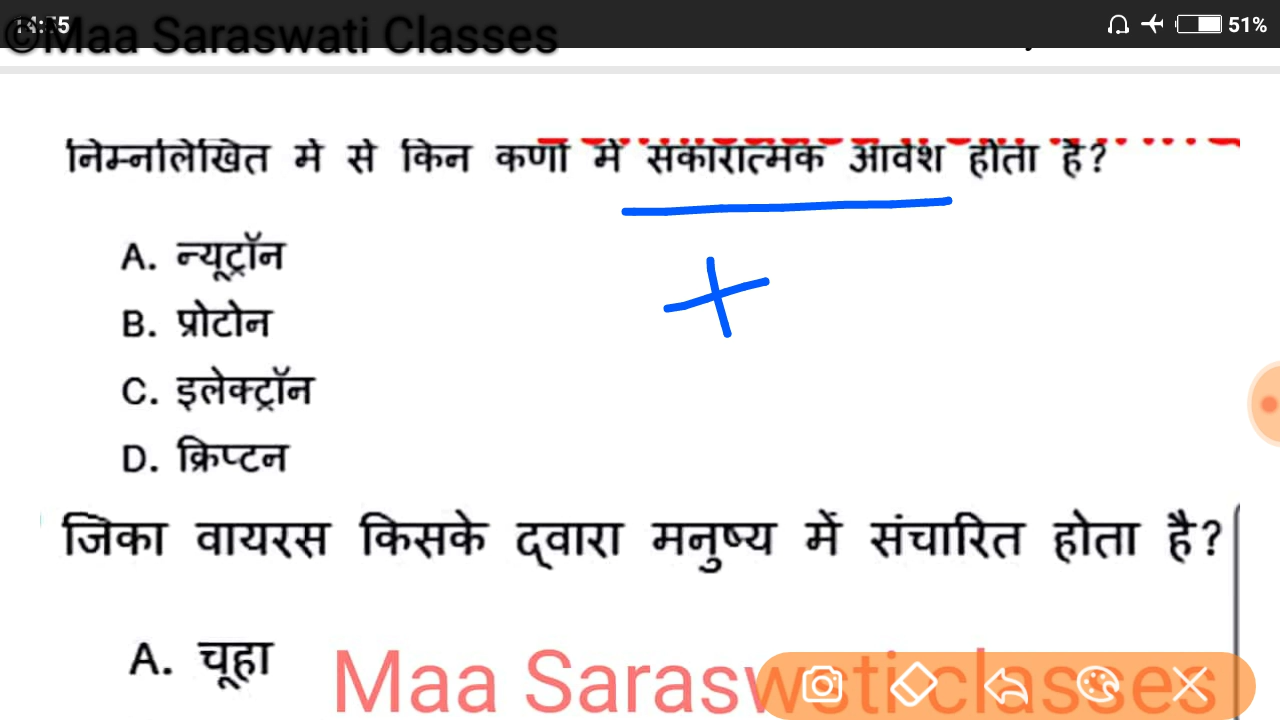 ©Maa Saraswati Classes
51%
निम्नलिखित में से किन कणों में सकारात्मक आवेश होता है?
A. न्यूट्रॉन
B. प्रोटोन
+
C. इलेक्ट्रॉन
D. क्रिप्टन
जिका वायरस किसके द्वारा मनुष्य में संचारित होता है?
A. चूहा
Maa Saraswati classes